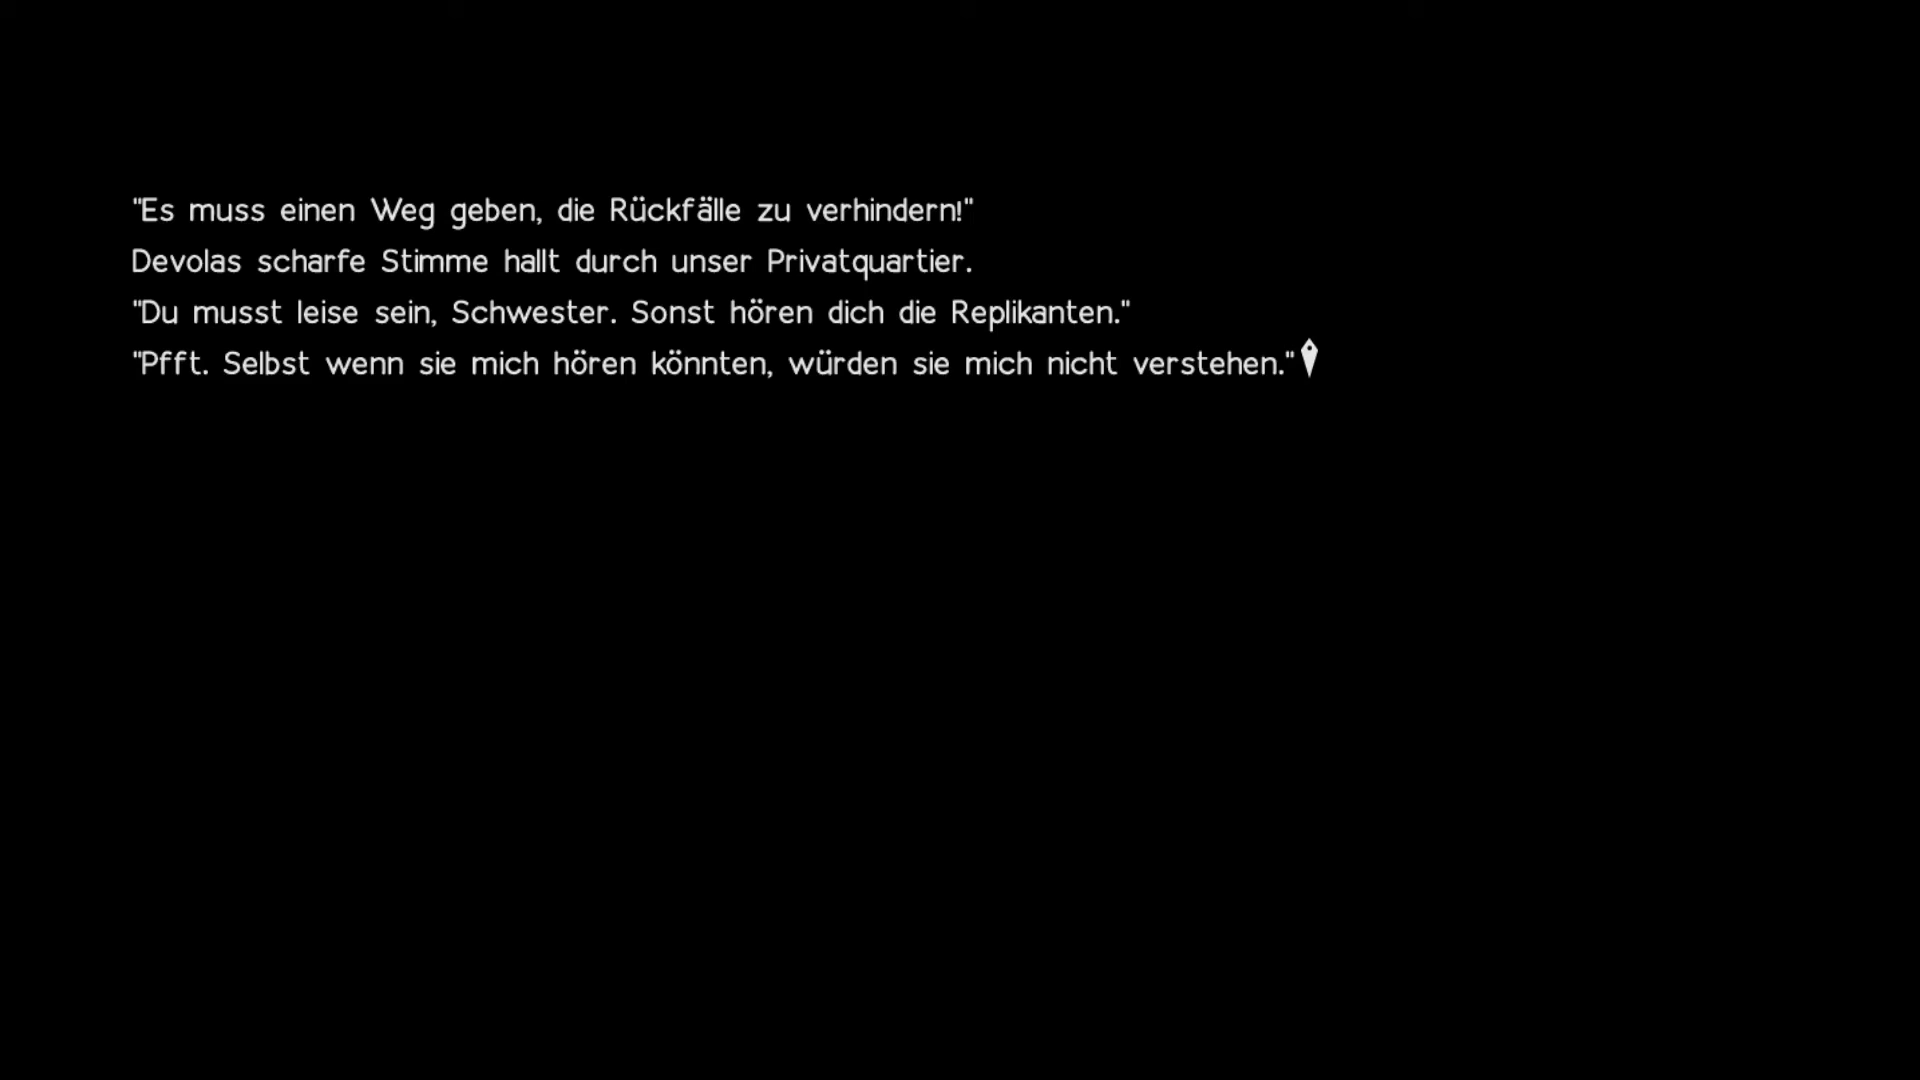 "Es muss einen Weg geben, die Rückfälle zu verhindern!"
Devolas scharfe Stimme hallt durch unser Privatquartier.
"Du musst leise sein, Schwester. Sonst hören dich die Replikanten."
"Pfft. Selbst wenn sie mich hören könnten, würden sie mich nicht verstehen."